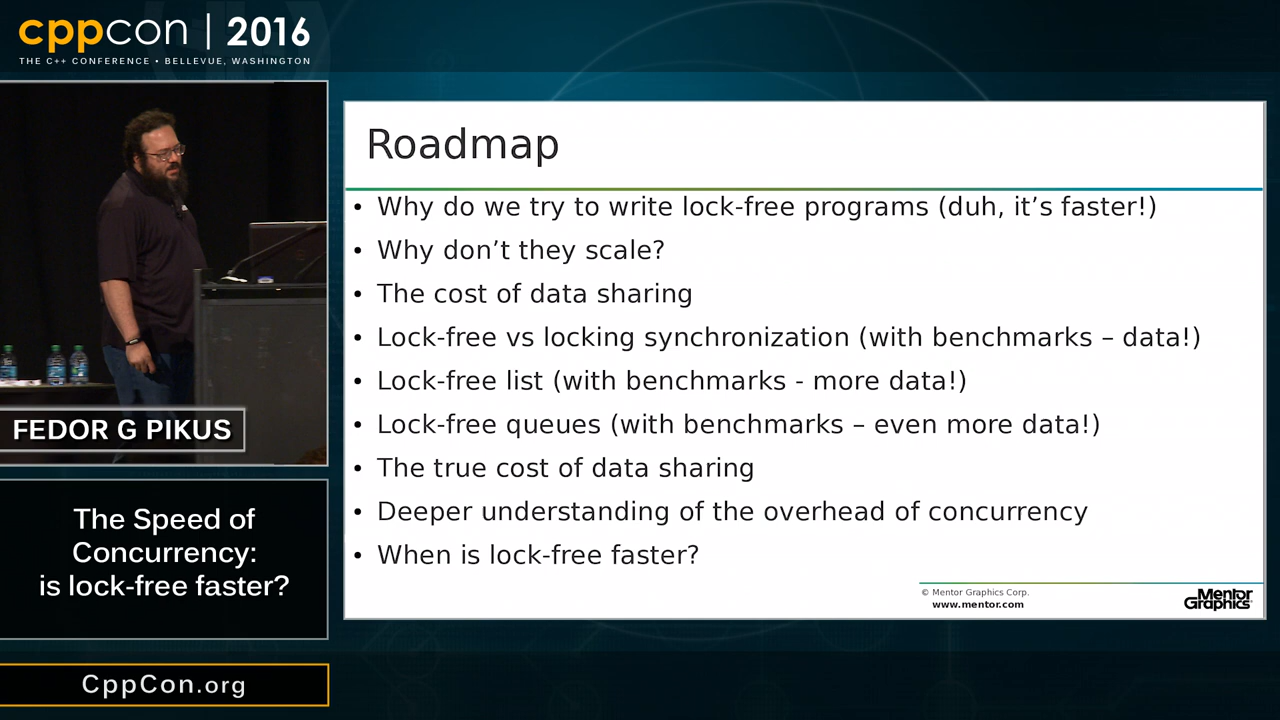 cppcon | 2016
THE C++ CONFERENCE • BELLEVUE, WASHINGTON
FEDOR G PIKUS
The Speed of
Concurrency:
is lock-free faster?
CppCon.org
Roadmap
• Why do we try to write lock-free programs (duh, it’s faster!)
• Why don’t they scale?
• The cost of data sharing
• Lock-free vs locking synchronization (with benchmarks – data!)
• Lock-free list (with benchmarks - more data!)
• Lock-free queues (with benchmarks – even more data!)
• The true cost of data sharing
• Deeper understanding of the overhead of concurrency
• When is lock-free faster?
© Mentor Graphics Corp.
www.mentor.com
Mentor
Graphics